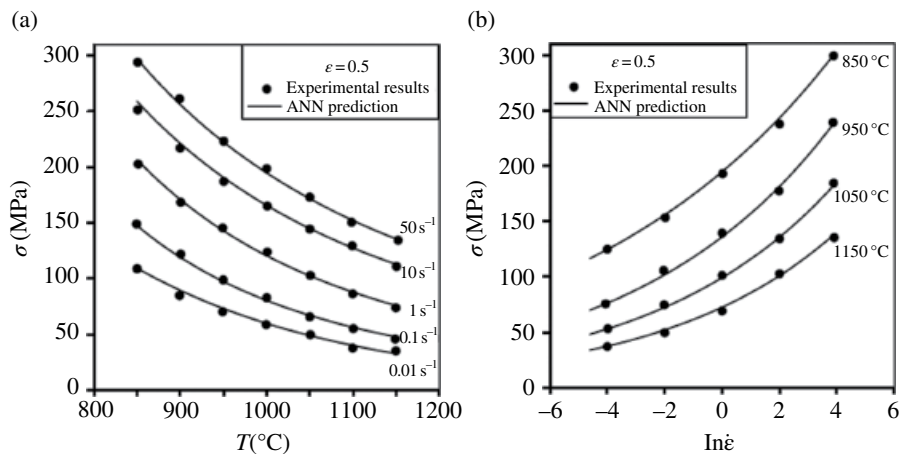 (a)
300
250
200
150
100
50
0
σ(MPa)
ε=0.5
Experimental results
ANN prediction
50 s⁻¹
10 s⁻¹
1 s⁻¹
0.1 s⁻¹
0.01 s⁻¹
800
900
1000
1100
1200
T(°C)
(b)
300
250
200
150
100
50
0
σ(MPa)
ε=0.5
Experimental results
ANN prediction
850 °C
950 °C
1050 °C
1150 °C
−6
−4
−2
0
2
4
6
Inε̇